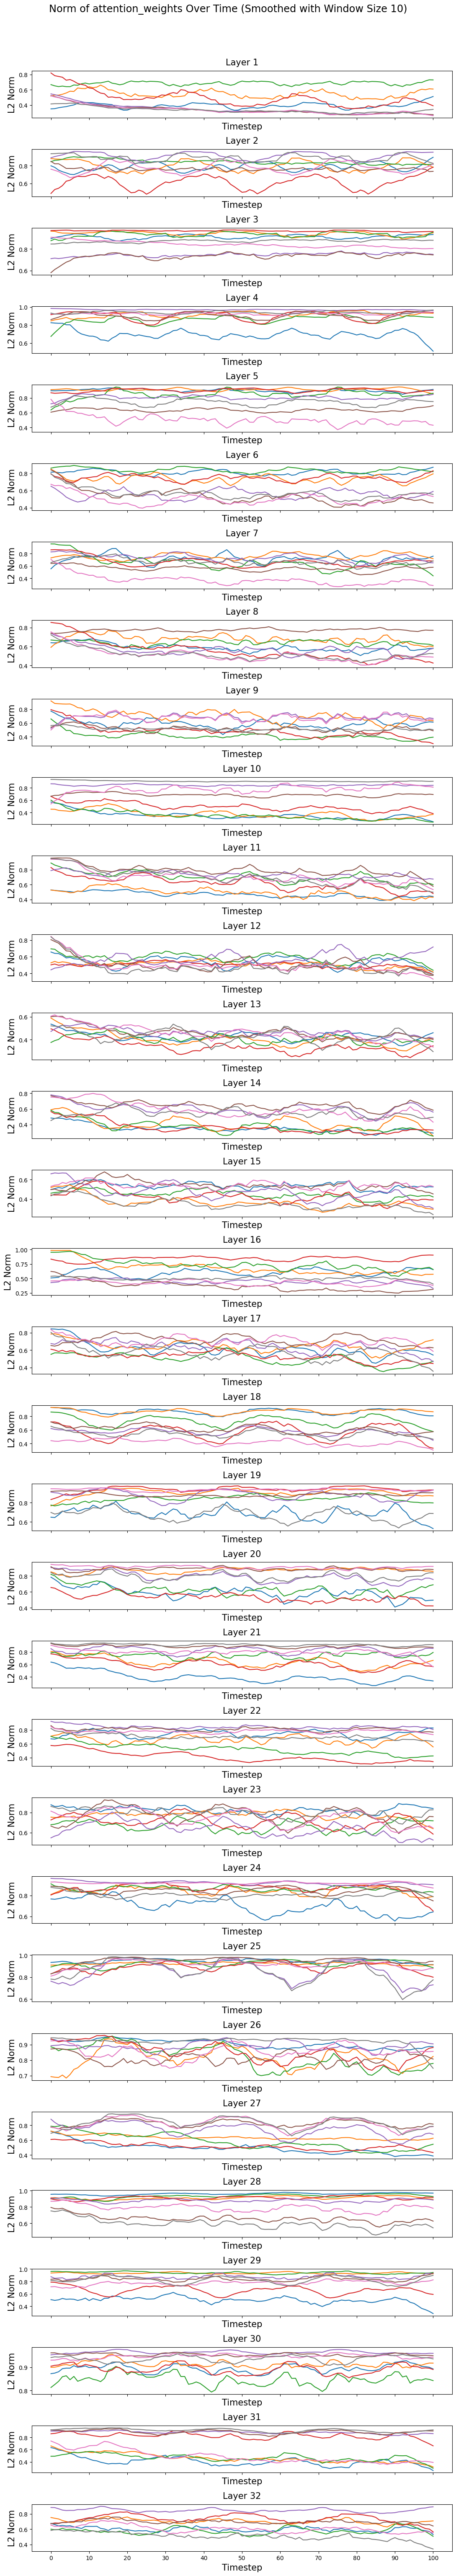 Norm of attention_weights Over Time (Smoothed with Window Size 10)
Layer 1
0.8
0.6
0.4
L2 Norm
Timestep
Layer 2
0.8
0.6
L2 Norm
Timestep
Layer 3
0.8
0.6
L2 Norm
Timestep
Layer 4
1.0
0.8
0.6
L2 Norm
Timestep
Layer 5
0.8
0.6
0.4
L2 Norm
Timestep
Layer 6
0.8
0.6
0.4
L2 Norm
Timestep
Layer 7
0.8
0.6
0.4
L2 Norm
Timestep
Layer 8
0.8
0.6
0.4
L2 Norm
Timestep
Layer 9
0.8
0.6
0.4
L2 Norm
Timestep
Layer 10
0.8
0.6
0.4
L2 Norm
Timestep
Layer 11
0.8
0.6
0.4
L2 Norm
Timestep
Layer 12
0.8
0.6
0.4
L2 Norm
Timestep
Layer 13
0.6
0.4
L2 Norm
Timestep
Layer 14
0.8
0.6
0.4
L2 Norm
Timestep
Layer 15
0.6
0.4
L2 Norm
Timestep
Layer 16
1.00
0.75
0.50
0.25
L2 Norm
Timestep
Layer 17
0.8
0.6
0.4
L2 Norm
Timestep
Layer 18
0.8
0.6
0.4
L2 Norm
Timestep
Layer 19
0.8
0.6
L2 Norm
Timestep
Layer 20
0.8
0.6
0.4
L2 Norm
Timestep
Layer 21
0.8
0.6
0.4
L2 Norm
Timestep
Layer 22
0.8
0.6
0.4
L2 Norm
Timestep
Layer 23
0.8
0.6
L2 Norm
Timestep
Layer 24
0.8
0.6
L2 Norm
Timestep
Layer 25
1.0
0.8
0.6
L2 Norm
Timestep
Layer 26
0.9
0.8
0.7
L2 Norm
Timestep
Layer 27
0.8
0.6
0.4
L2 Norm
Timestep
Layer 28
1.0
0.8
0.6
L2 Norm
Timestep
Layer 29
1.0
0.8
0.6
0.4
L2 Norm
Timestep
Layer 30
0.9
0.8
L2 Norm
Timestep
Layer 31
0.8
0.6
0.4
L2 Norm
Timestep
Layer 32
0.8
0.6
0.4
L2 Norm
0 10 20 30 40 50 60 70 80 90 100
Timestep